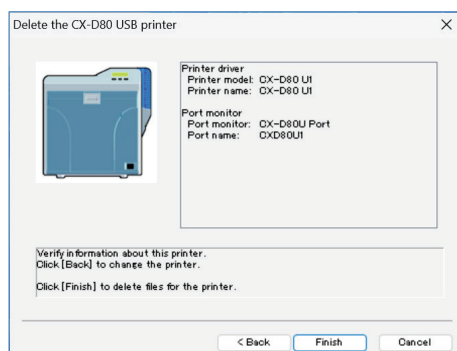 Delete the CX-D80 USB printer
Printer driver
Printer model: CX-D80 U1
Printer name: CX-D80 U1
Port monitor
Port monitor: CX-D80U Port
Port name: CXD80U1
Verify information about this printer.
Click [Back] to change the printer.
Click [Finish] to delete files for the printer.
< Back
Finish
Cancel